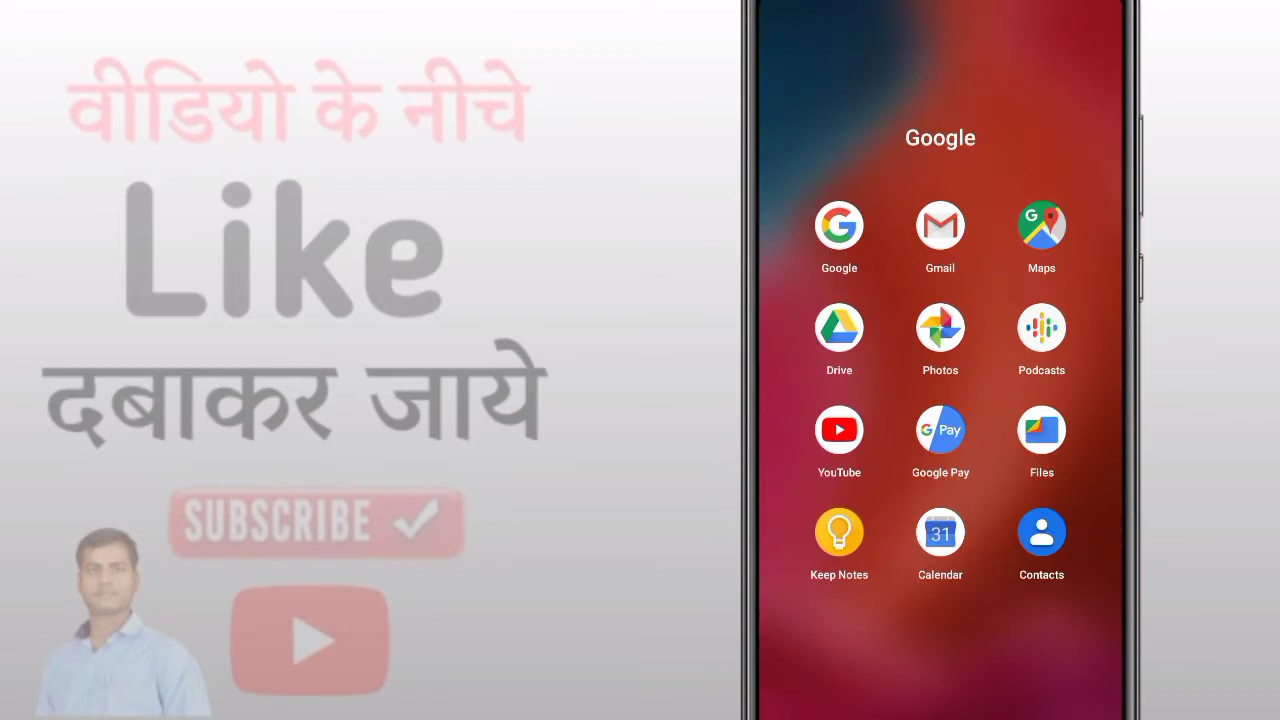 वीडियो के नीचे
Like
दबाकर जाये
SUBSCRIBE
Google
Google Gmail Maps
Drive Photos Podcasts
G Pay
YouTube Google Pay Files
31
Keep Notes Calendar Contacts